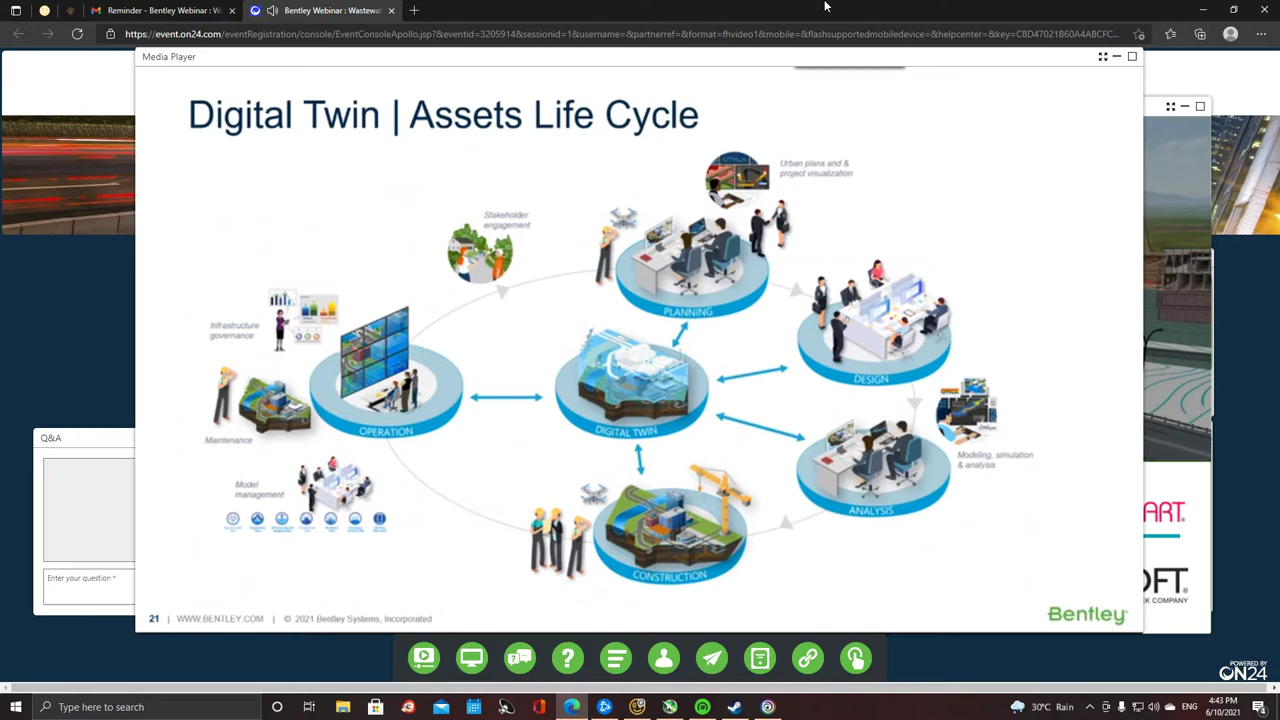 Reminder - Bentley Webinar : Wa
Bentley Webinar : Wastewat
https://event.on24.com/eventRegistration/console/EventConsoleApollo.jsp?&eventid=3205914&sessionid=1&username=&partnerref=&format=fhvideo1&mobile=&flashsupportedmobiledevice=&helpcenter=&key=C8D47021B60A4ABCFC...
Media Player
Digital Twin | Assets Life Cycle
Urban plans and &
project visualization
Stakeholder
engagement
PLANNING
Infrastructure
governance
DESIGN
OPERATION
DIGITAL TWIN
Maintenance
Modeling, simulation
& analysis
Model
management
ANALYSIS
CONSTRUCTION
21 | WWW.BENTLEY.COM | © 2021 Bentley Systems, Incorporated
Bentley
Q&A
Enter your question *
ART.
OFT
K COMPANY
POWERED BY
ON24
Type here to search
30°C Rain
4:43 PM
6/10/2021